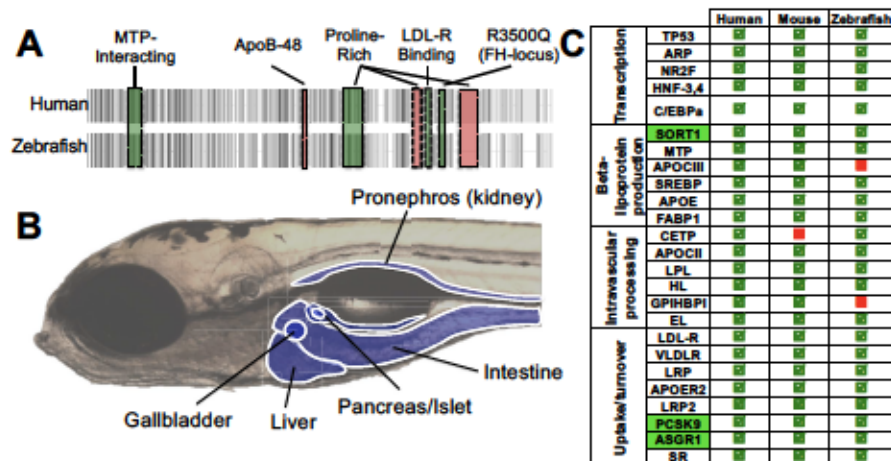 A
MTP-
Interacting
ApoB-48
Proline-
Rich
LDL-R
Binding
R3500Q
(FH-locus)
Human
Zebrafish
B
Pronephros (kidney)
Gallbladder
Liver
Pancreas/Islet
Intestine
C
Human Mouse Zebrafish
Transcription
TP53
ARP
NR2F
HNF-3,4
C/EBPa
Beta-
lipoprotein
production
SORT1
MTP
APOCIII
SREBP
APOE
FABP1
Intravascular
processing
CETP
APOCII
LPL
HL
GPIHBPI
EL
Uptake/turnover
LDL-R
VLDLR
LRP
APOER2
LRP2
PCSK9
ASGR1
SR